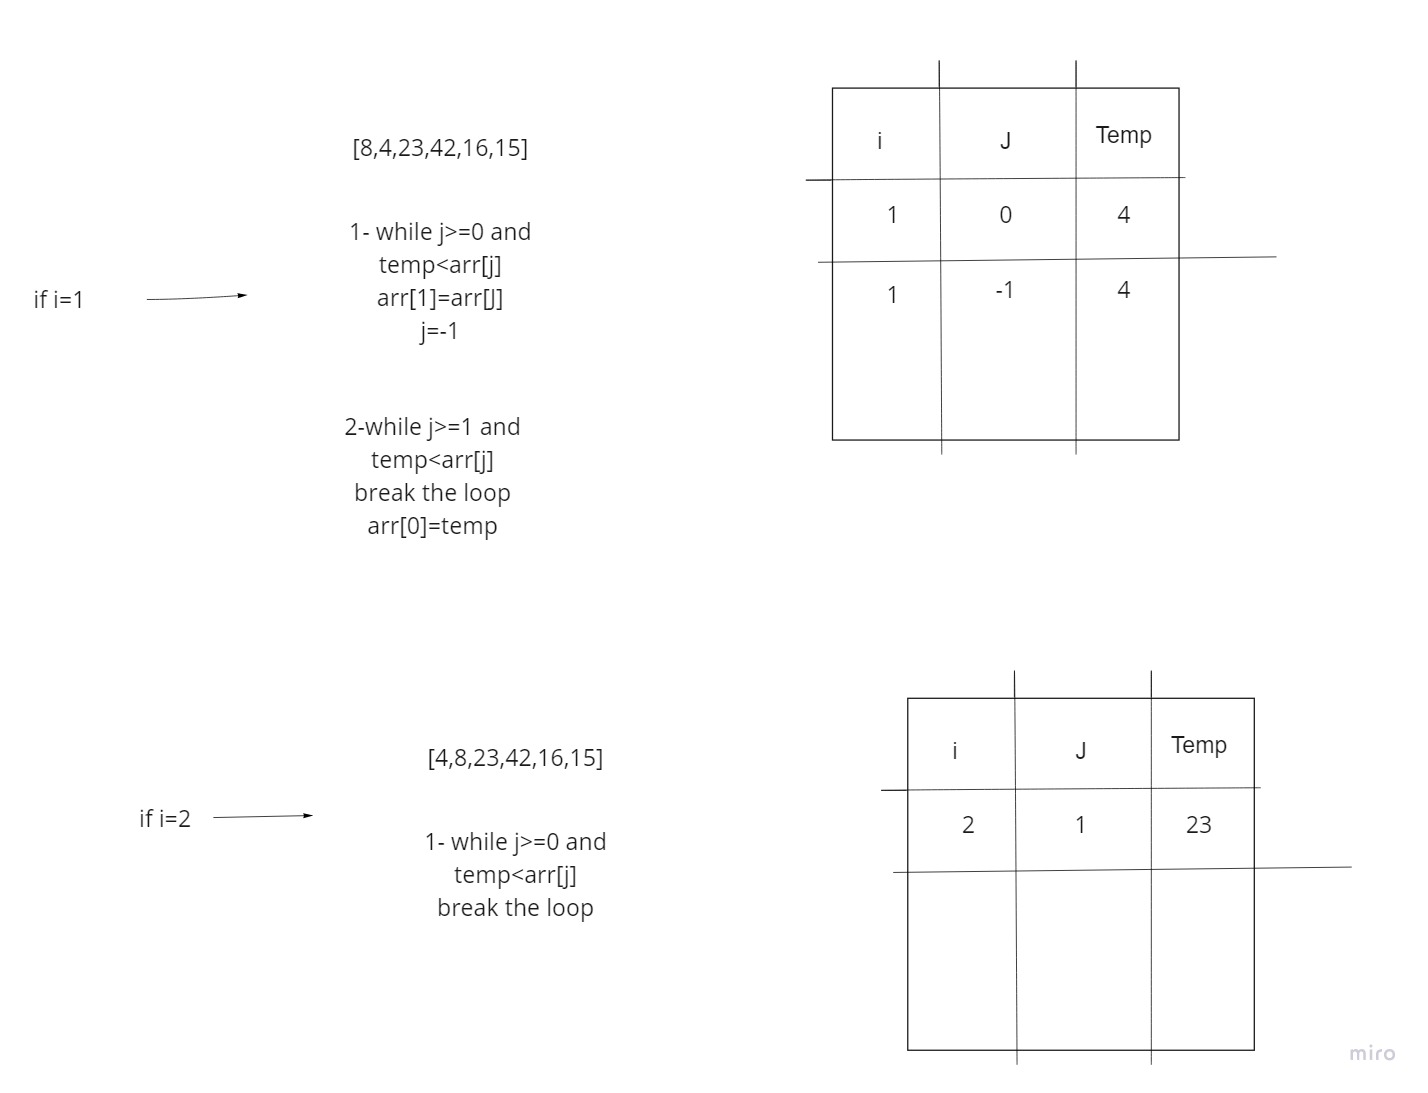 [8,4,23,42,16,15]
1- while j>=0 and
temp<arr[j]
arr[1]=arr[J]
j=-1
if i=1
2-while j>=1 and
temp<arr[j]
break the loop
arr[0]=temp
i J Temp
1 0 4
1 -1 4
[4,8,23,42,16,15]
if i=2
1- while j>=0 and
temp<arr[j]
break the loop
i J Temp
2 1 23
miro